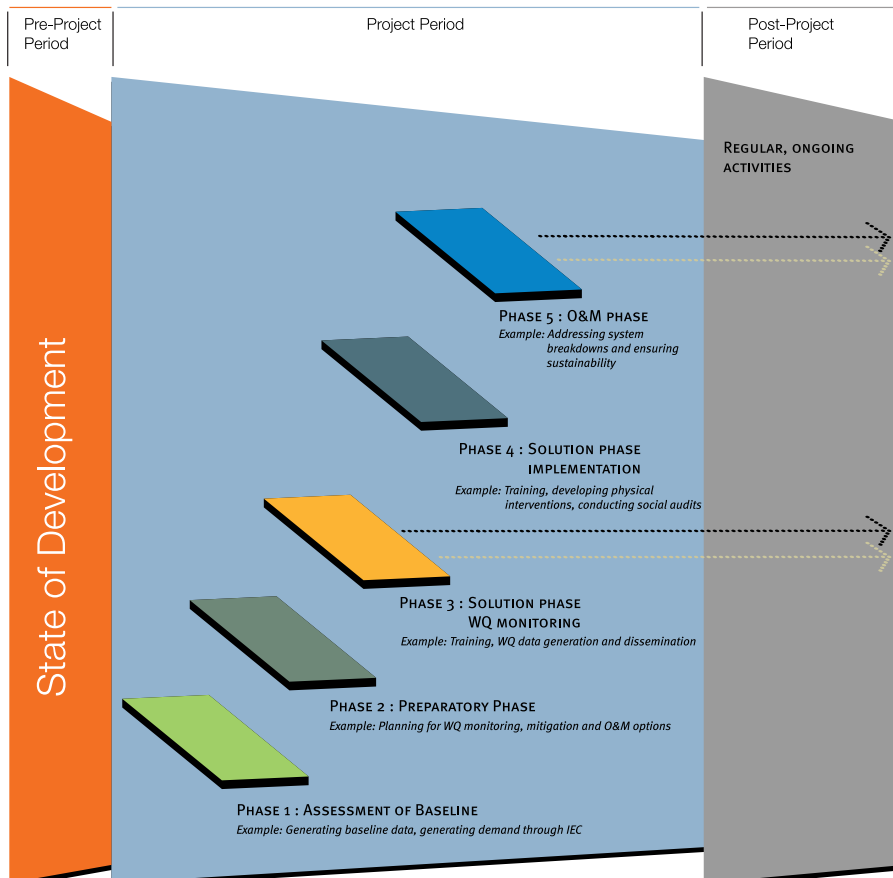 Pre-Project
Period
Project Period
Post-Project
Period
State of Development
REGULAR, ONGOING
ACTIVITIES
PHASE 5 : O&M PHASE
Example: Addressing system
breakdowns and ensuring
sustainability
PHASE 4 : SOLUTION PHASE
IMPLEMENTATION
Example: Training, developing physical
interventions, conducting social audits
PHASE 3 : SOLUTION PHASE
WQ MONITORING
Example: Training, WQ data generation and dissemination
PHASE 2 : PREPARATORY PHASE
Example: Planning for WQ monitoring, mitigation and O&M options
PHASE 1 : ASSESSMENT OF BASELINE
Example: Generating baseline data, generating demand through IEC